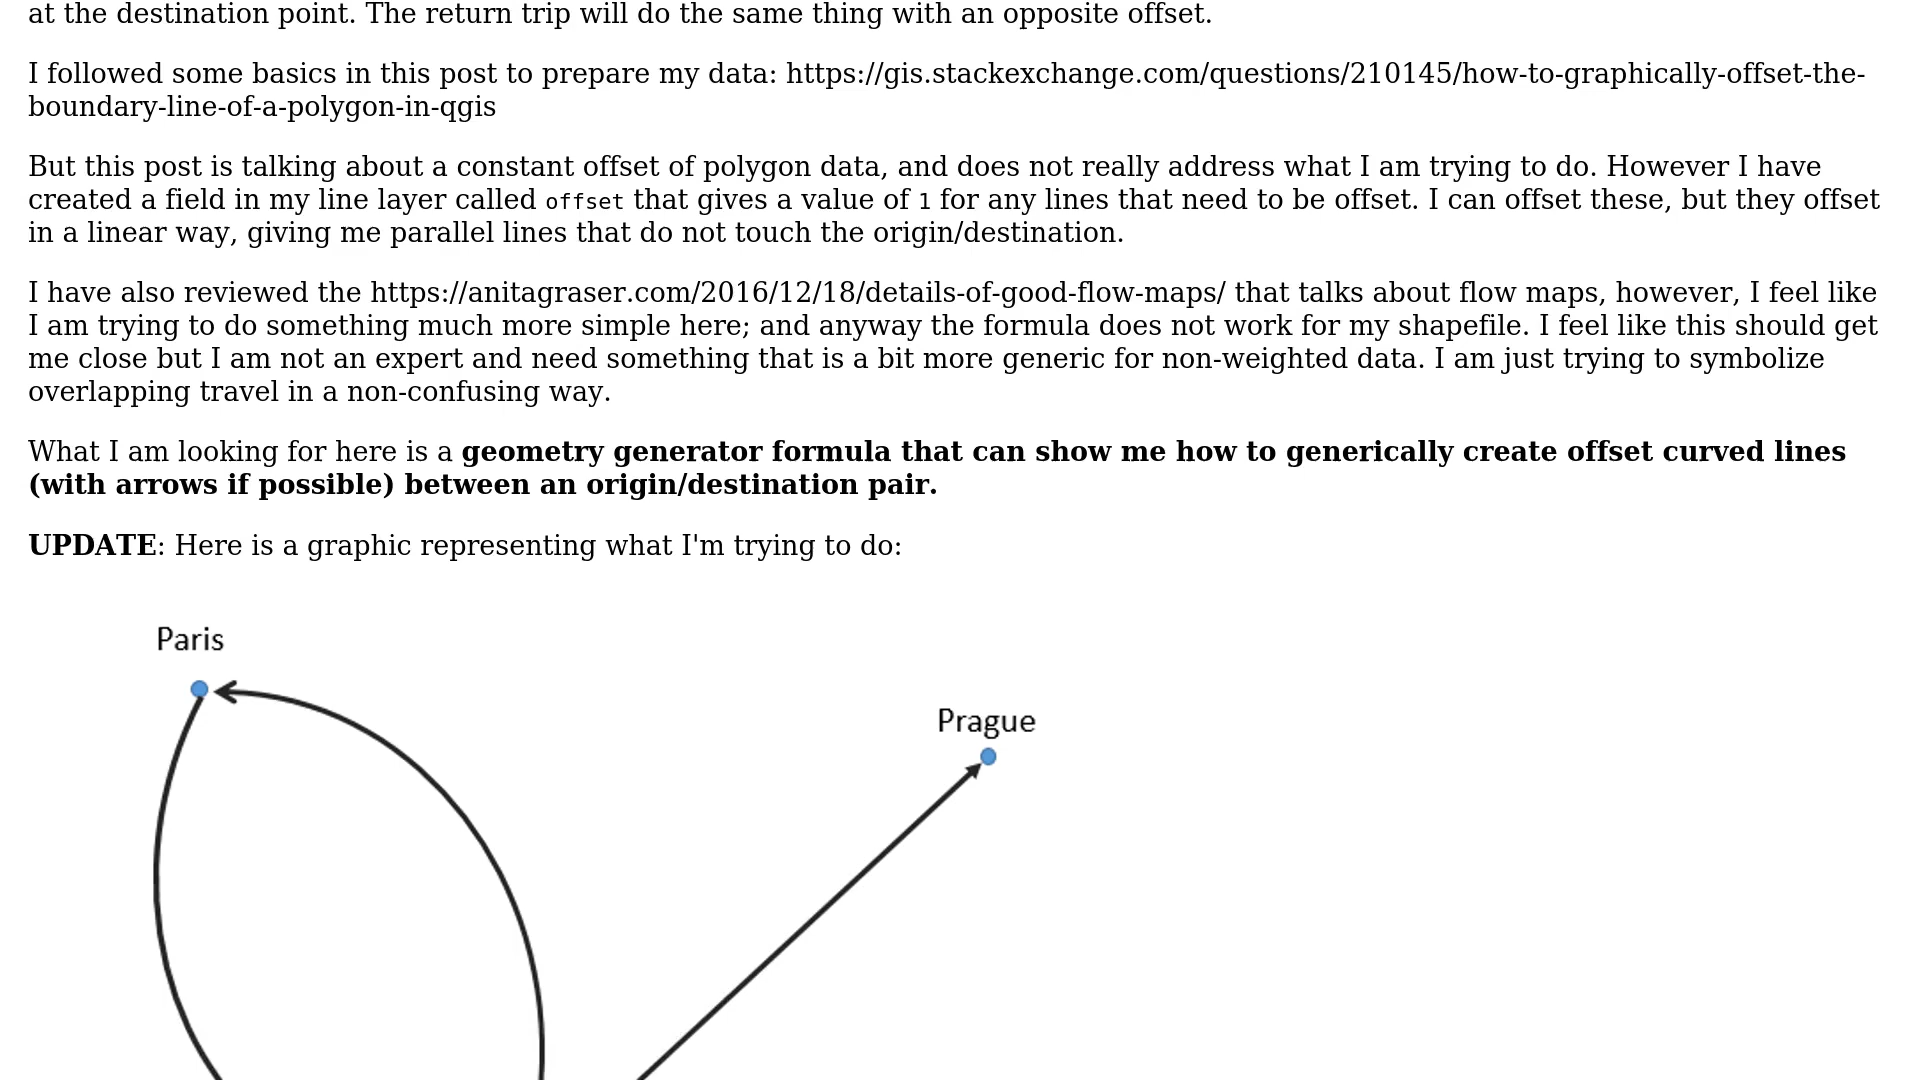 at the destination point. The return trip will do the same thing with an opposite offset.
I followed some basics in this post to prepare my data: https://gis.stackexchange.com/questions/210145/how-to-graphically-offset-the-
boundary-line-of-a-polygon-in-qgis
But this post is talking about a constant offset of polygon data, and does not really address what I am trying to do. However I have
created a field in my line layer called offset that gives a value of 1 for any lines that need to be offset. I can offset these, but they offset
in a linear way, giving me parallel lines that do not touch the origin/destination.
I have also reviewed the https://anitagraser.com/2016/12/18/details-of-good-flow-maps/ that talks about flow maps, however, I feel like
I am trying to do something much more simple here; and anyway the formula does not work for my shapefile. I feel like this should get
me close but I am not an expert and need something that is a bit more generic for non-weighted data. I am just trying to symbolize
overlapping travel in a non-confusing way.
What I am looking for here is a geometry generator formula that can show me how to generically create offset curved lines
(with arrows if possible) between an origin/destination pair.
UPDATE: Here is a graphic representing what I'm trying to do:
Paris
Prague